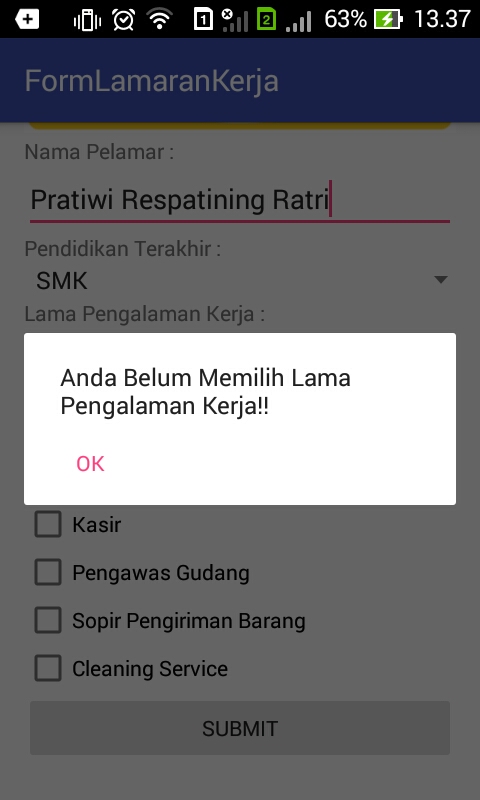 1
2
63%
13.37
FormLamaranKerja
Nama Pelamar :
Pratiwi Respatining Ratri
Pendidikan Terakhir :
SMK
Lama Pengalaman Kerja :
Anda Belum Memilih Lama
Pengalaman Kerja!!
OK
Kasir
Pengawas Gudang
Sopir Pengiriman Barang
Cleaning Service
SUBMIT